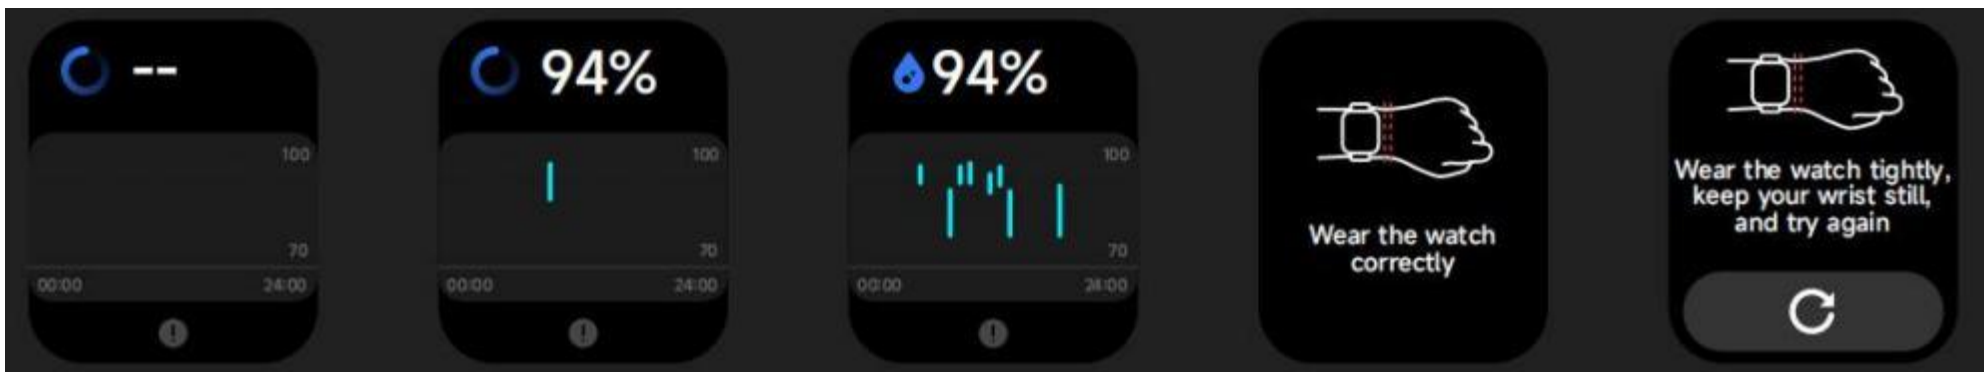 --
100
70
00:00 24:00
94%
100
70
00:00 24:00
94%
100
70
00:00 24:00
Wear the watch
correctly
Wear the watch tightly,
keep your wrist still,
and try again